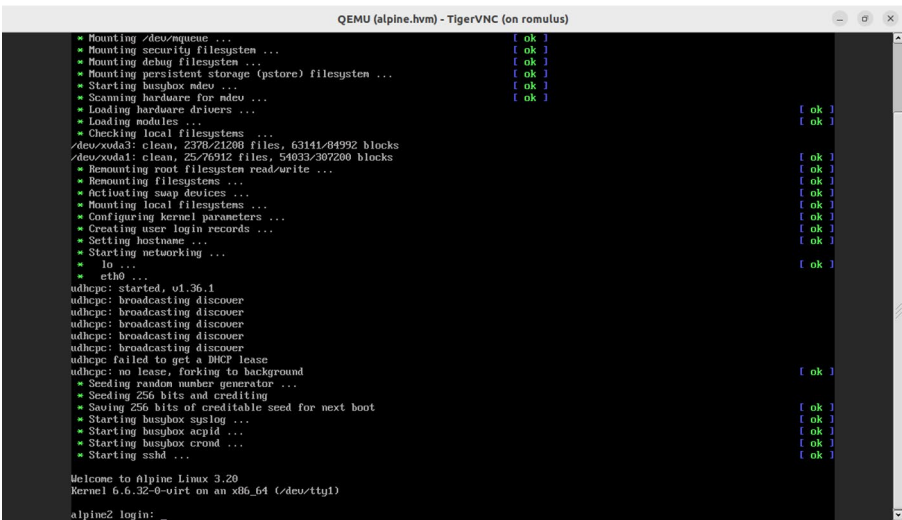 QEMU (alpine.hvm) - TigerVNC (on romulus)
* Mounting /dev/mqueue ... [ ok ]
* Mounting security filesystem ... [ ok ]
* Mounting debug filesystem ... [ ok ]
* Mounting persistent storage (pstore) filesystem ... [ ok ]
* Starting busybox mdev ... [ ok ]
* Scanning hardware for mdev ... [ ok ]
* Loading hardware drivers ... [ ok ]
* Loading modules ... [ ok ]
* Checking local filesystems ...
/dev/xvda3: clean, 2378/21208 files, 63141/84992 blocks
/dev/xvda1: clean, 25/76912 files, 54033/307200 blocks [ ok ]
* Remounting root filesystem read/write ... [ ok ]
* Remounting filesystems ... [ ok ]
* Activating swap devices ... [ ok ]
* Mounting local filesystems ... [ ok ]
* Configuring kernel parameters ... [ ok ]
* Creating user login records ... [ ok ]
* Setting hostname ... [ ok ]
* Starting networking ...
* lo ... [ ok ]
* eth0 ...
udhcpc: started, v1.36.1
udhcpc: broadcasting discover
udhcpc: broadcasting discover
udhcpc: broadcasting discover
udhcpc: broadcasting discover
udhcpc: broadcasting discover
udhcpc failed to get a DHCP lease
udhcpc: no lease, forking to background [ ok ]
* Seeding random number generator ...
* Seeding 256 bits and crediting
* Saving 256 bits of creditable seed for next boot [ ok ]
* Starting busybox syslog ... [ ok ]
* Starting busybox acpid ... [ ok ]
* Starting busybox crond ... [ ok ]
* Starting sshd ... [ ok ]
Welcome to Alpine Linux 3.20
Kernel 6.6.32-0-virt on an x86_64 (/dev/tty1)
alpine2 login: _